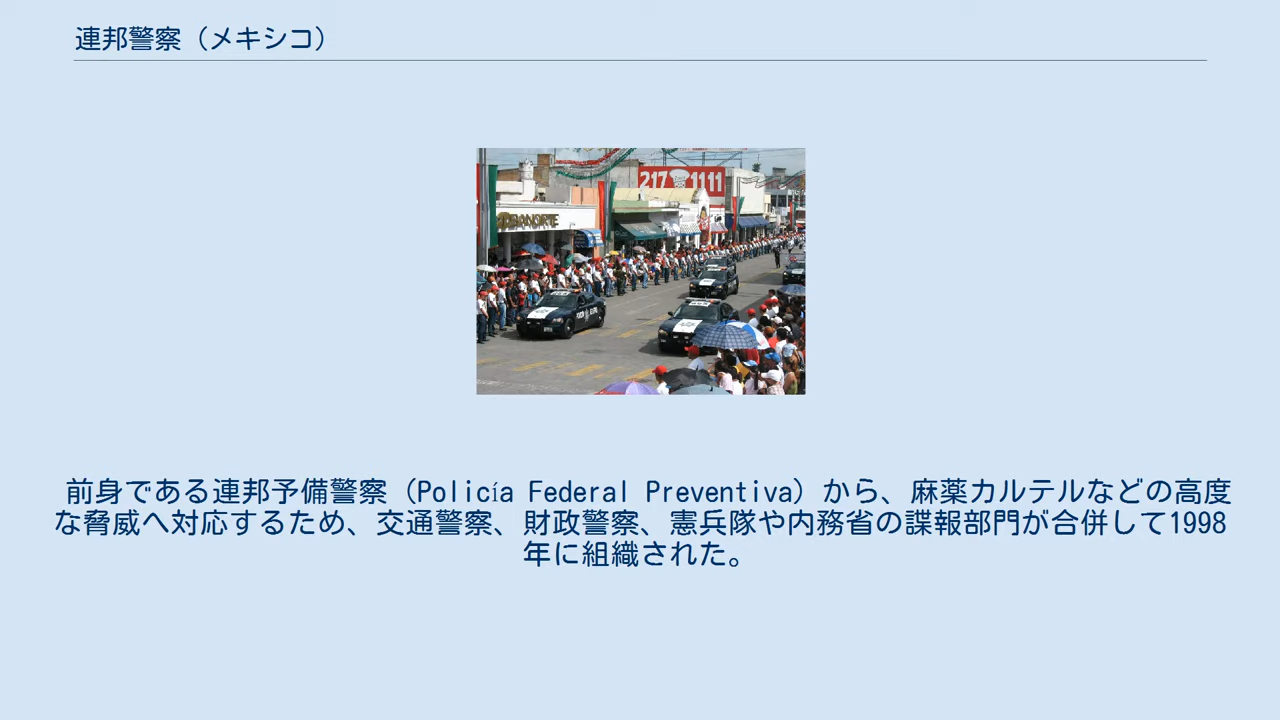 連邦警察（メキシコ）
217 1111
BANORTE
前身である連邦予備警察（Policía Federal Preventiva）から、麻薬カルテルなどの高度
な脅威へ対応するため、交通警察、財政警察、憲兵隊や内務省の諜報部門が合併して1998
年に組織された。